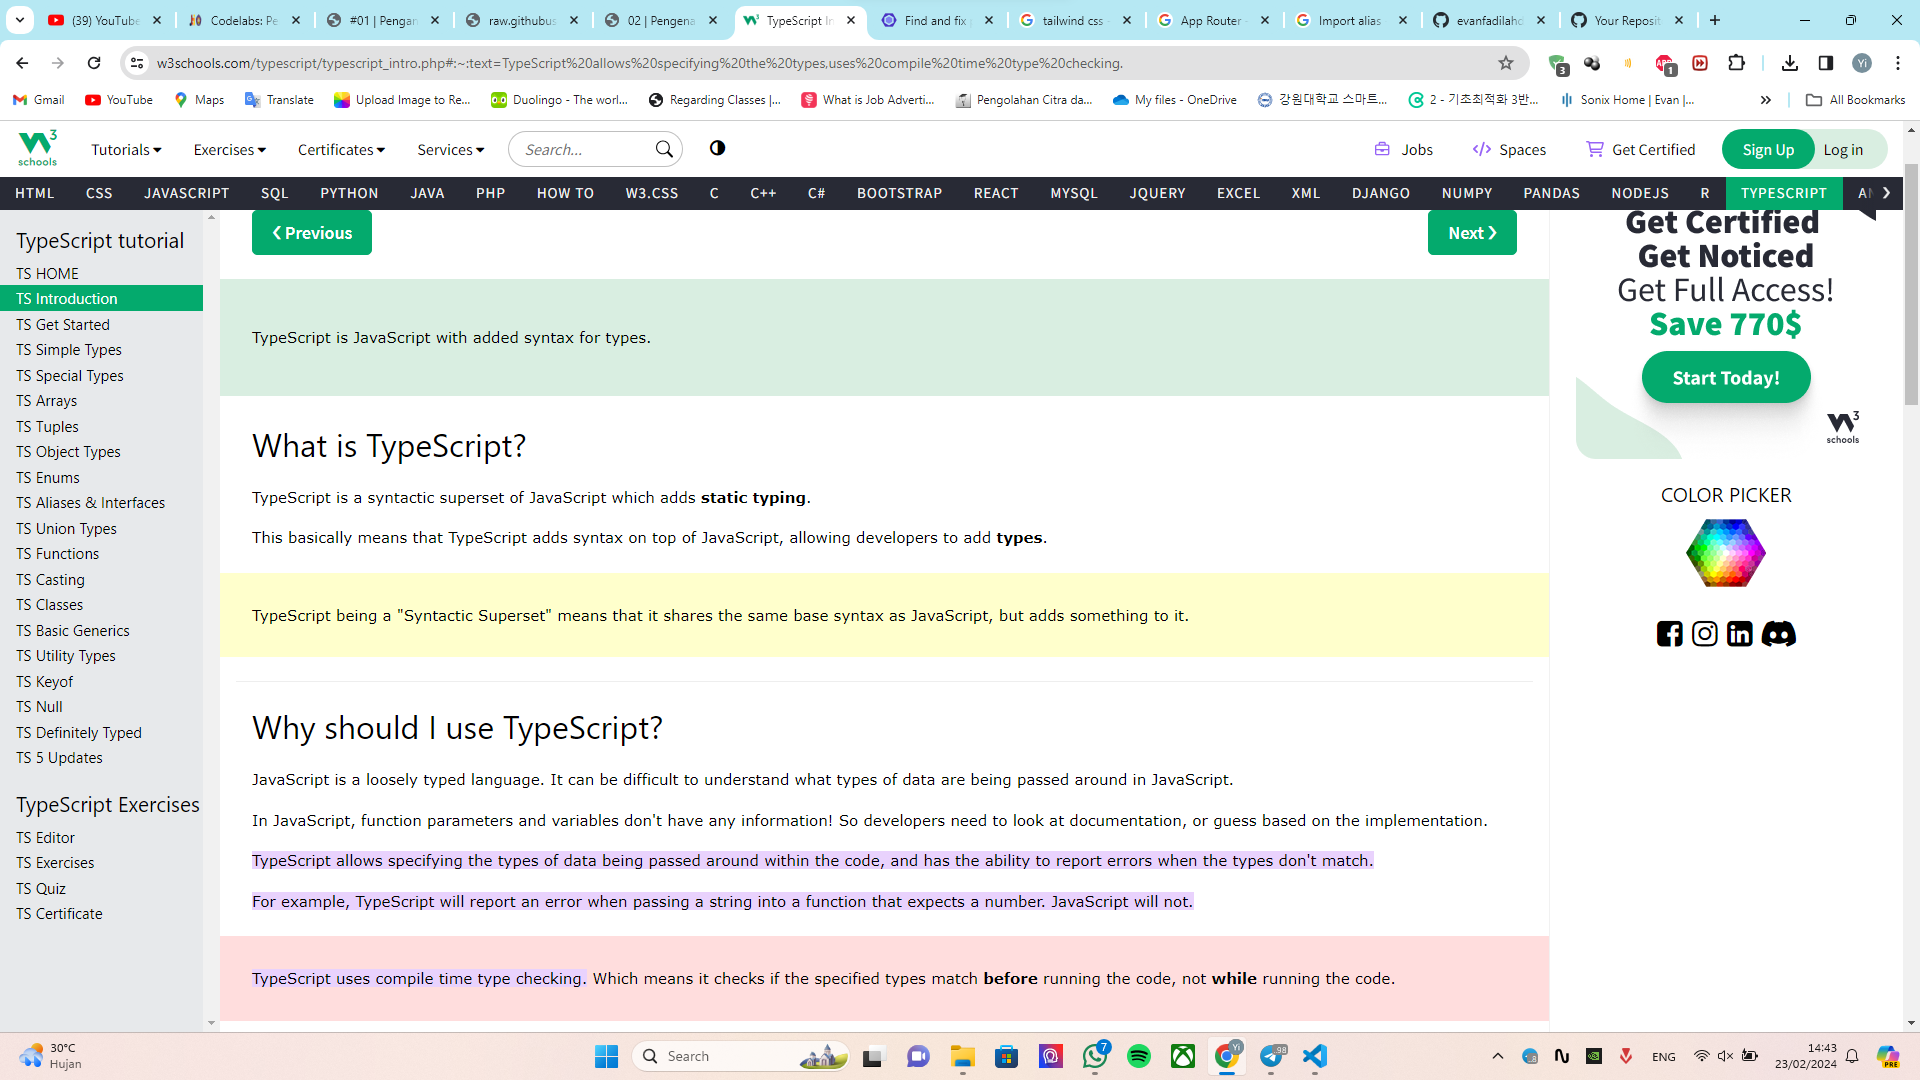 (39) YouTube
Codelabs: Pe
#01 | Pengan
raw.githubus
02 | Pengena
TypeScript In
Find and fix
tailwind css -
App Router -
Import alias
evanfadilaho
Your Reposit
w3schools.com/typescript/typescript_intro.php#:~:text=TypeScript%20allows%20specifying%20the%20types,uses%20compile%20time%20type%20checking.
3
1
Yi
Gmail
YouTube
Maps
Translate
Upload Image to Re...
Duolingo - The worl...
Regarding Classes |...
What is Job Adverti...
Pengolahan Citra da...
My files - OneDrive
강원대학교 스마트...
2 - 기초최적화 3반...
Sonix Home | Evan |...
All Bookmarks
3
schools
Tutorials
Exercises
Certificates
Services
Search...
Jobs
Spaces
Get Certified
Sign Up
Log in
HTML
CSS
JAVASCRIPT
SQL
PYTHON
JAVA
PHP
HOW TO
W3.CSS
C
C++
C#
BOOTSTRAP
REACT
MYSQL
JQUERY
EXCEL
XML
DJANGO
NUMPY
PANDAS
NODEJS
R
TYPESCRIPT
TypeScript tutorial
TS HOME
TS Introduction
TS Get Started
TS Simple Types
TS Special Types
TS Arrays
TS Tuples
TS Object Types
TS Enums
TS Aliases & Interfaces
TS Union Types
TS Functions
TS Casting
TS Classes
TS Basic Generics
TS Utility Types
TS Keyof
TS Null
TS Definitely Typed
TS 5 Updates
TypeScript Exercises
TS Editor
TS Exercises
TS Quiz
TS Certificate
❮ Previous
Next ❯
TypeScript is JavaScript with added syntax for types.
What is TypeScript?
TypeScript is a syntactic superset of JavaScript which adds static typing.
This basically means that TypeScript adds syntax on top of JavaScript, allowing developers to add types.
TypeScript being a "Syntactic Superset" means that it shares the same base syntax as JavaScript, but adds something to it.
Why should I use TypeScript?
JavaScript is a loosely typed language. It can be difficult to understand what types of data are being passed around in JavaScript.
In JavaScript, function parameters and variables don't have any information! So developers need to look at documentation, or guess based on the implementation.
TypeScript allows specifying the types of data being passed around within the code, and has the ability to report errors when the types don't match.
For example, TypeScript will report an error when passing a string into a function that expects a number. JavaScript will not.
TypeScript uses compile time type checking. Which means it checks if the specified types match before running the code, not while running the code.
Get Certified
Get Noticed
Get Full Access!
Save 770$
Start Today!
3
schools
COLOR PICKER
30°C
Hujan
Search
7
Yi
98
ENG
14:43
23/02/2024
PRE